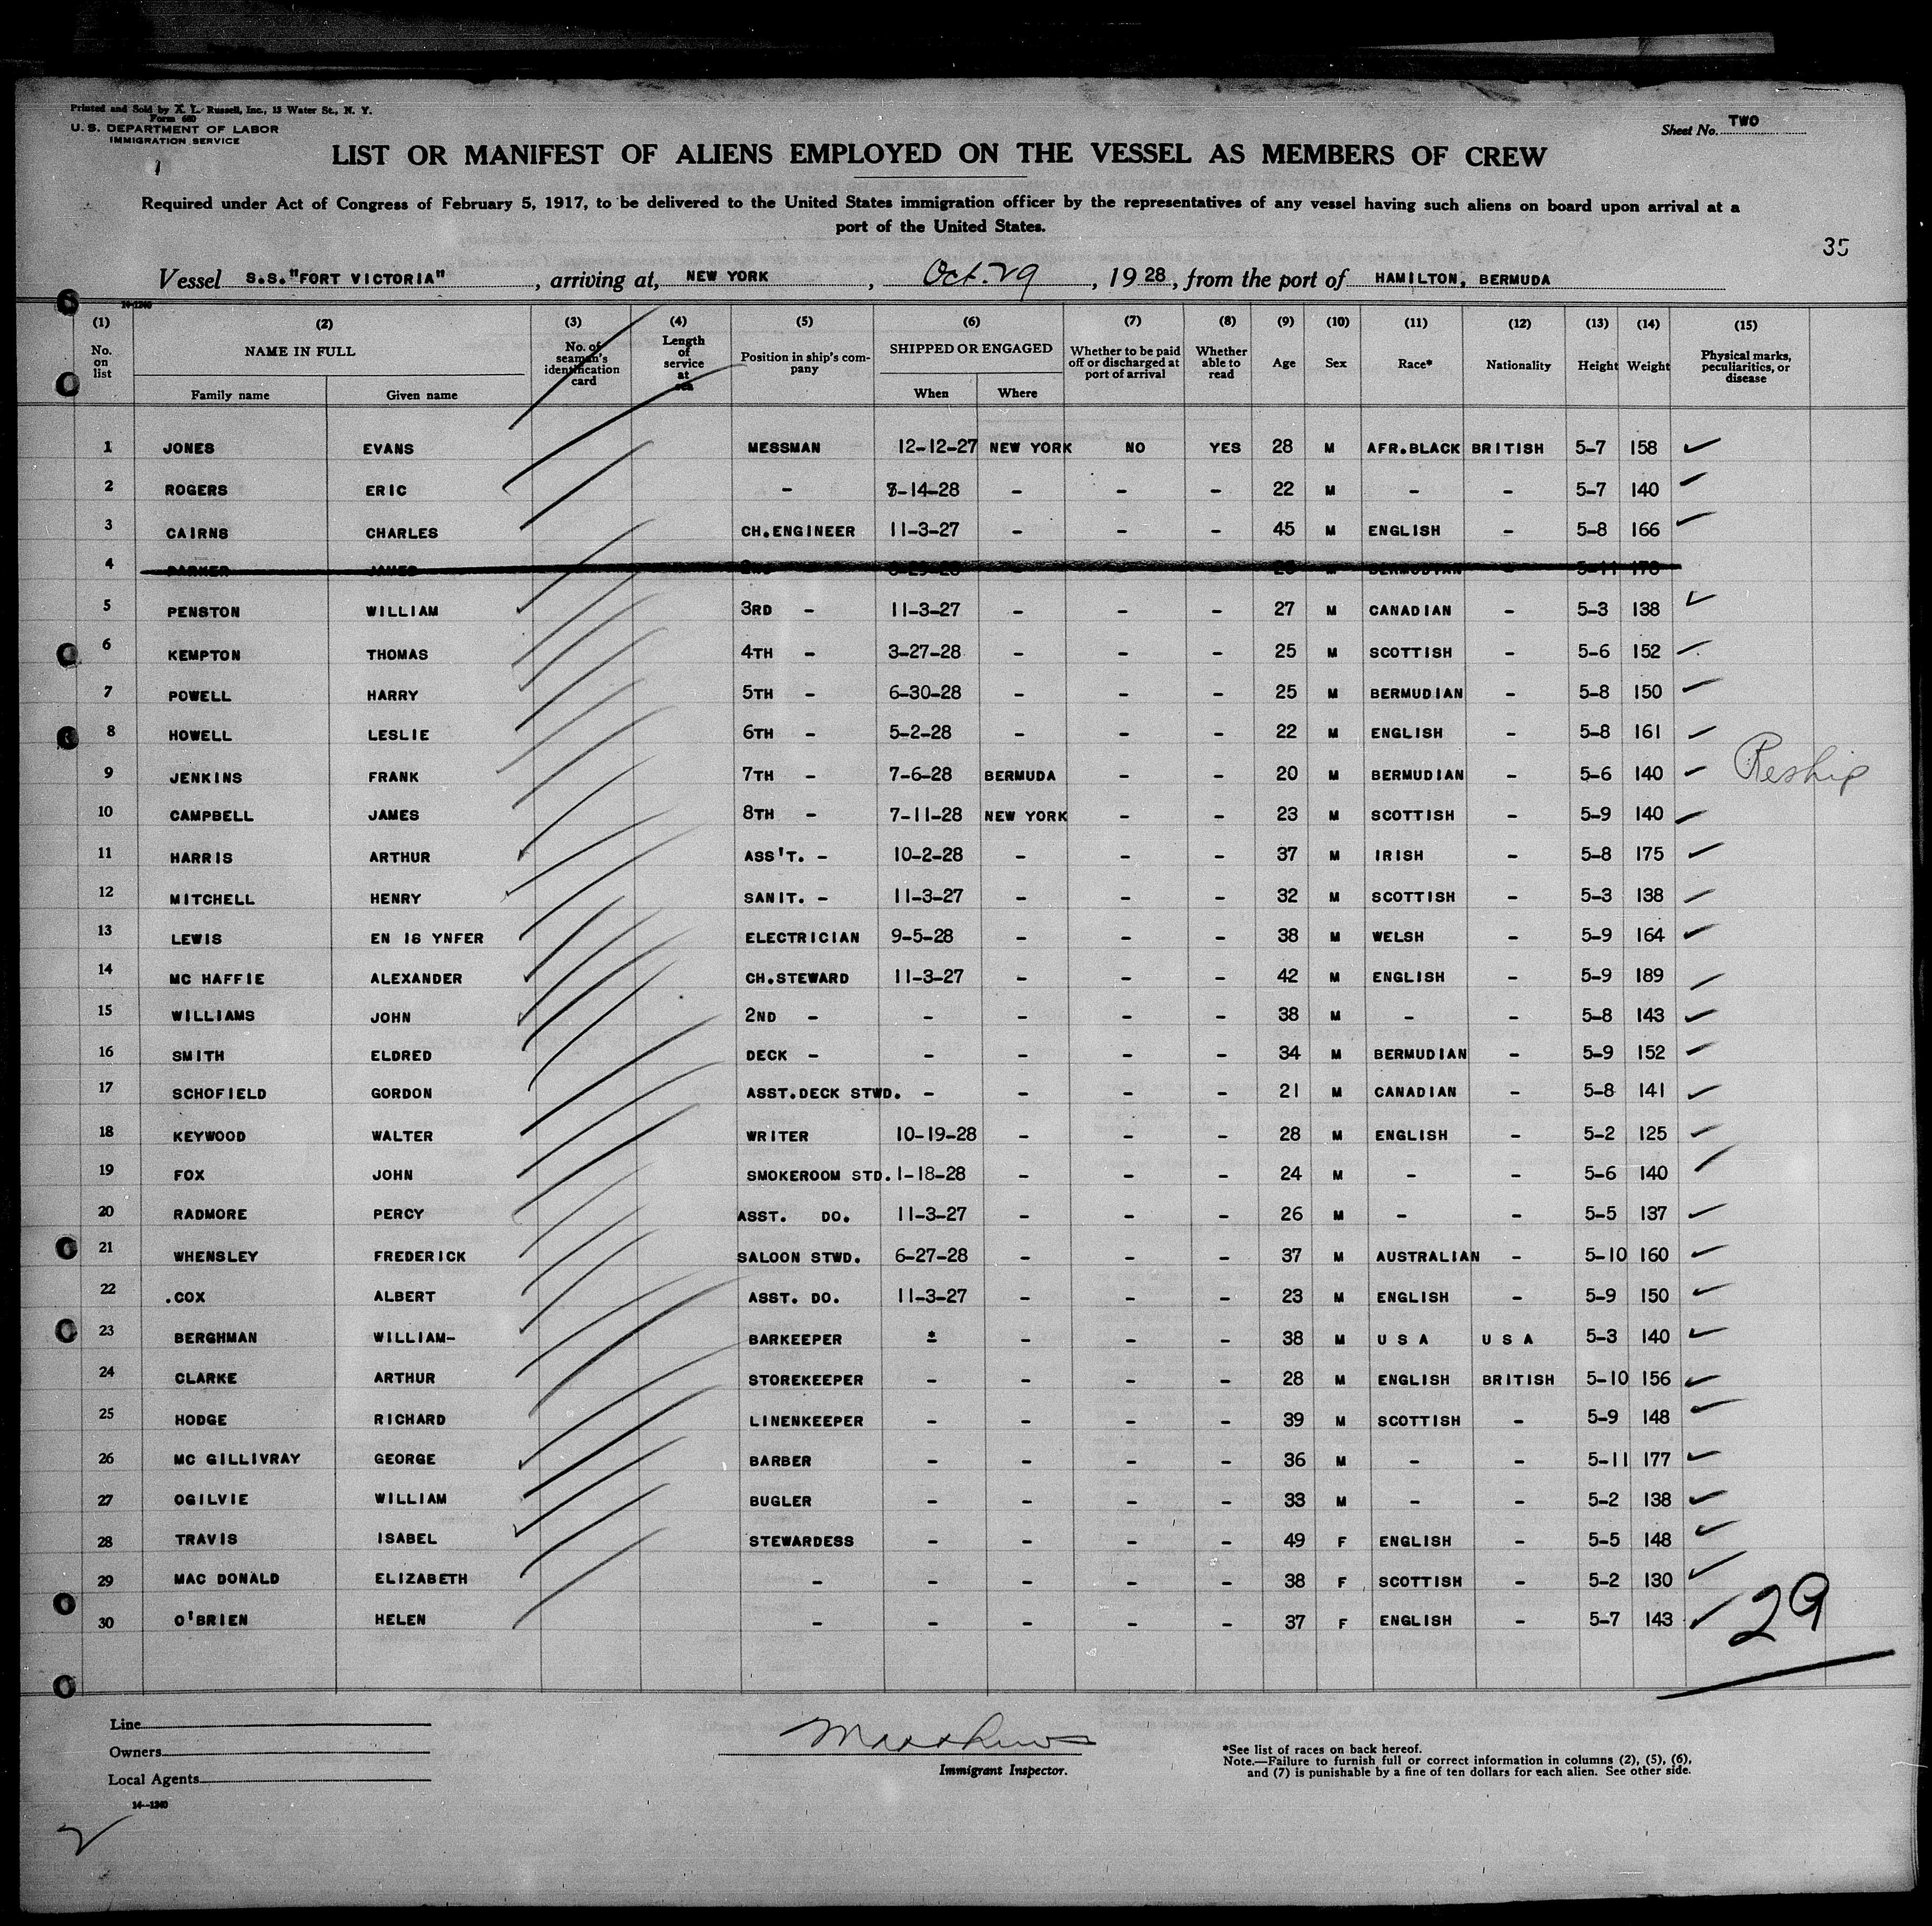 Printed and Sold by X. L. Russell, Inc., 13 Water St., N. Y.
Form 680
U. S. DEPARTMENT OF LABOR
IMMIGRATION SERVICE
Sheet No. TWO
LIST OR MANIFEST OF ALIENS EMPLOYED ON THE VESSEL AS MEMBERS OF CREW
Required under Act of Congress of February 5, 1917, to be delivered to the United States immigration officer by the representatives of any vessel having such aliens on board upon arrival at a
port of the United States.
35
Vessel S.S."FORT VICTORIA", arriving at, NEW YORK, Oct. 29, 1928, from the port of HAMILTON, BERMUDA
14-1240
(1) (2) (3) (4) (5) (6) (7) (8) (9) (10) (11) (12) (13) (14) (15)
No. on list NAME IN FULL Family name Given name No. of seaman's identification card Length of service at sea Position in ship's company SHIPPED OR ENGAGED When Where Whether to be paid off or discharged at port of arrival Whether able to read Age Sex Race* Nationality Height Weight Physical marks, peculiarities, or disease
1 JONES EVANS MESSMAN 12-12-27 NEW YORK NO YES 28 M AFR.BLACK BRITISH 5-7 158
2 ROGERS ERIC - 8-14-28 - - - 22 M - - 5-7 140
3 CAIRNS CHARLES CH.ENGINEER 11-3-27 - - - 45 M ENGLISH - 5-8 166
4 PARKER JAMES 2ND - - - M BERMUDIAN - 5-11 178
5 PENSTON WILLIAM 3RD - 11-3-27 - - - 27 M CANADIAN - 5-3 138
6 KEMPTON THOMAS 4TH - 3-27-28 - - - 25 M SCOTTISH - 5-6 152
7 POWELL HARRY 5TH - 6-30-28 - - - 25 M BERMUDIAN - 5-8 150
8 HOWELL LESLIE 6TH - 5-2-28 - - - 22 M ENGLISH - 5-8 161
9 JENKINS FRANK 7TH - 7-6-28 BERMUDA - - 20 M BERMUDIAN - 5-6 140 Reship
10 CAMPBELL JAMES 8TH - 7-11-28 NEW YORK - - 23 M SCOTTISH - 5-9 140
11 HARRIS ARTHUR ASS'T. - 10-2-28 - - - 37 M IRISH - 5-8 175
12 MITCHELL HENRY SANIT. - 11-3-27 - - - 32 M SCOTTISH - 5-3 138
13 LEWIS EN IS YNFER ELECTRICIAN 9-5-28 - - - 38 M WELSH - 5-9 164
14 MC HAFFIE ALEXANDER CH.STEWARD 11-3-27 - - - 42 M ENGLISH - 5-9 189
15 WILLIAMS JOHN 2ND - - - - - 38 M - - 5-8 143
16 SMITH ELDRED DECK - - - - - 34 M BERMUDIAN - 5-9 152
17 SCHOFIELD GORDON ASST.DECK STWD. - - - - 21 M CANADIAN - 5-8 141
18 KEYWOOD WALTER WRITER 10-19-28 - - - 28 M ENGLISH - 5-2 125
19 FOX JOHN SMOKEROOM STD. 1-18-28 - - - 24 M - - 5-6 140
20 RADMORE PERCY ASST. DO. 11-3-27 - - - 26 M - - 5-5 137
21 WHENSLEY FREDERICK SALOON STWD. 6-27-28 - - - 37 M AUSTRALIAN - 5-10 160
22 .COX ALBERT ASST. DO. 11-3-27 - - - 23 M ENGLISH - 5-9 150
23 BERGHMAN WILLIAM- BARKEEPER - - - - 38 M U S A U S A 5-3 140
24 CLARKE ARTHUR STOREKEEPER - - - - 28 M ENGLISH BRITISH 5-10 156
25 HODGE RICHARD LINENKEEPER - - - - 39 M SCOTTISH - 5-9 148
26 MC GILLIVRAY GEORGE BARBER - - - - 36 M - - 5-11 177
27 OGILVIE WILLIAM BUGLER - - - - 33 M - - 5-2 138
28 TRAVIS ISABEL STEWARDESS - - - - 49 F ENGLISH - 5-5 148
29 MAC DONALD ELIZABETH - - - - - 38 F SCOTTISH - 5-2 130
30 O'BRIEN HELEN - - - - - 37 F ENGLISH - 5-7 143
29
Line
Owners
Local Agents
14-1240
Matthews
Immigrant Inspector.
*See list of races on back hereof.
Note.—Failure to furnish full or correct information in columns (2), (5), (6),
and (7) is punishable by a fine of ten dollars for each alien. See other side.
2